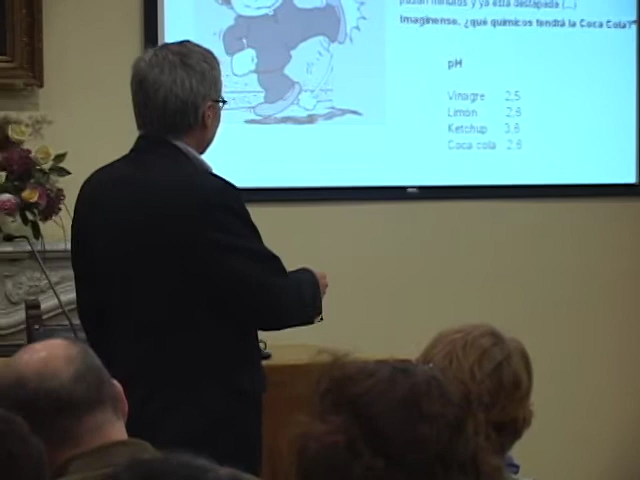 pasan minutos y ya está destapada (...)
Imagínense, ¿qué químicos tendrá la Coca Cola?"
pH
Vinagre 2,5
Limón 2,9
Ketchup 3,8
Coca cola 2,6